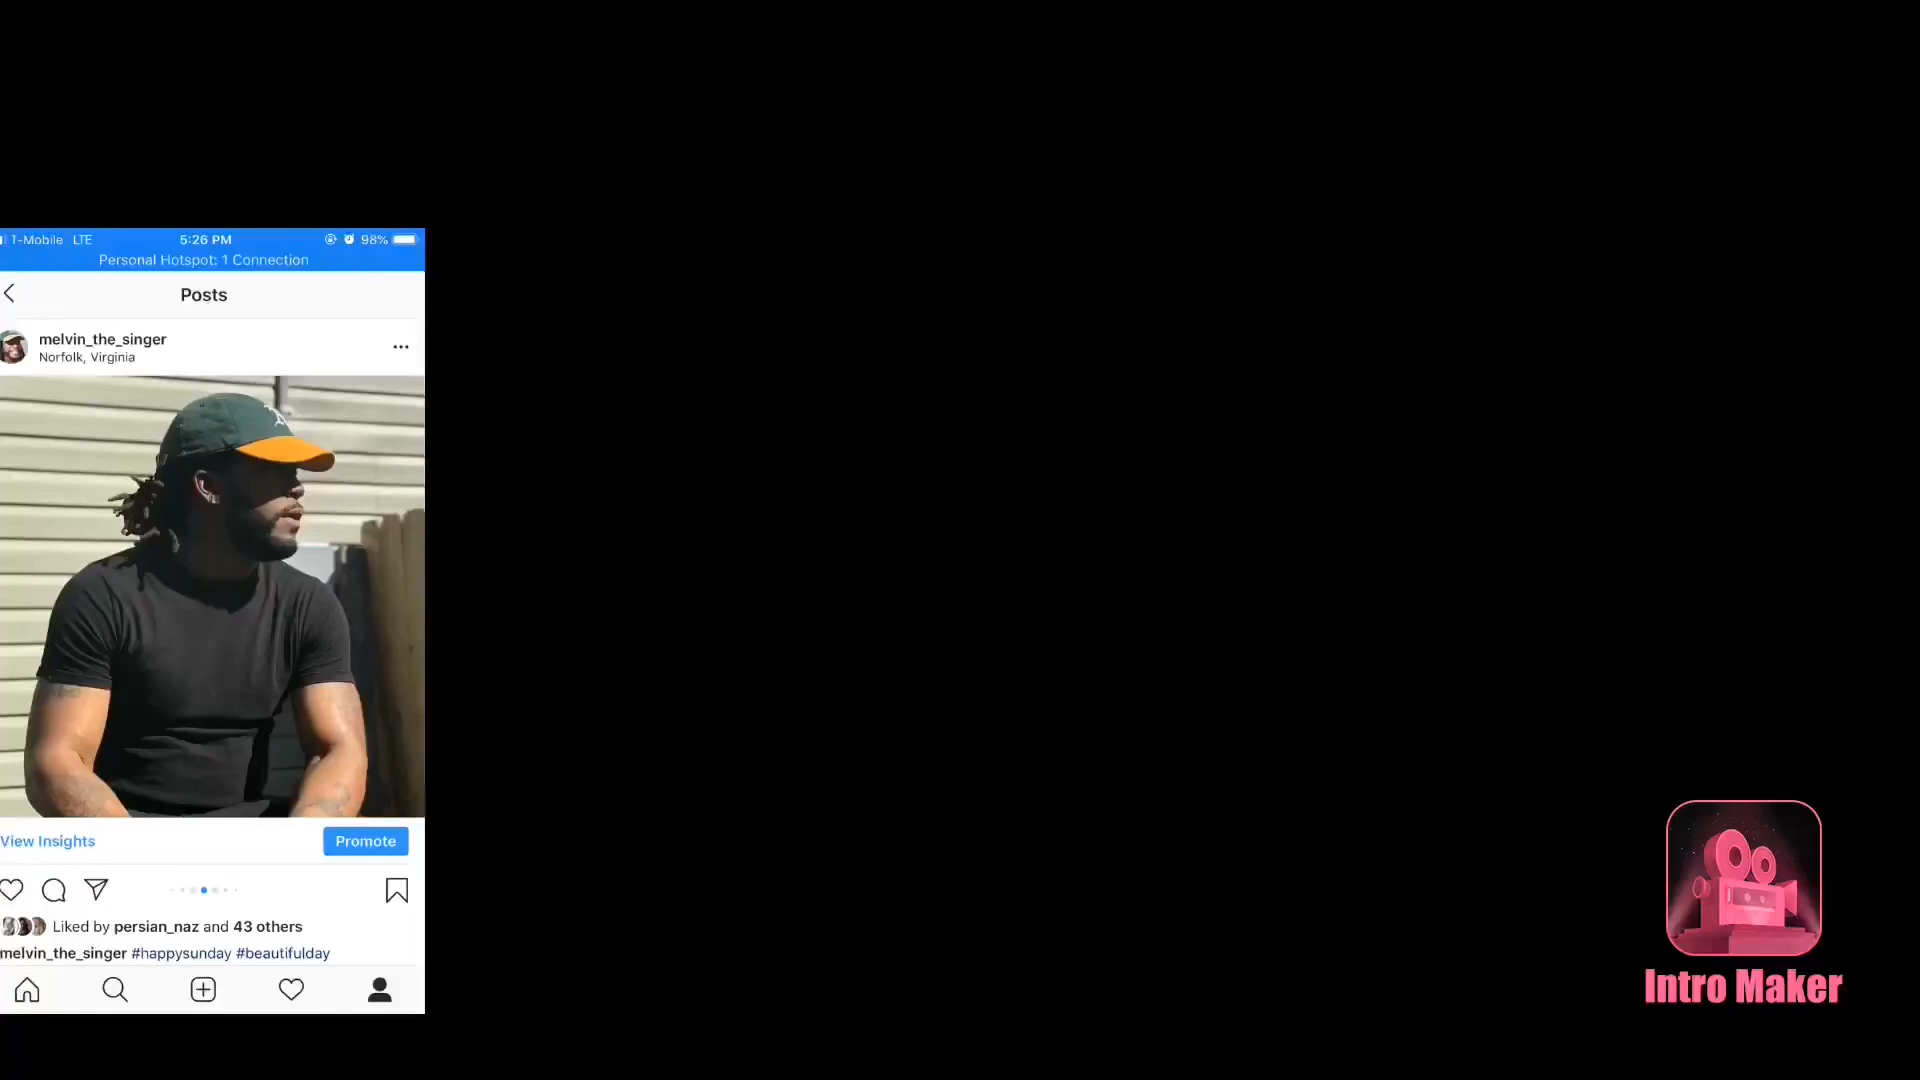 T-Mobile LTE 5:26 PM 98%
Personal Hotspot: 1 Connection
Posts
melvin_the_singer
Norfolk, Virginia
View Insights
Promote
Liked by persian_naz and 43 others
melvin_the_singer #happysunday #beautifulday
Intro Maker